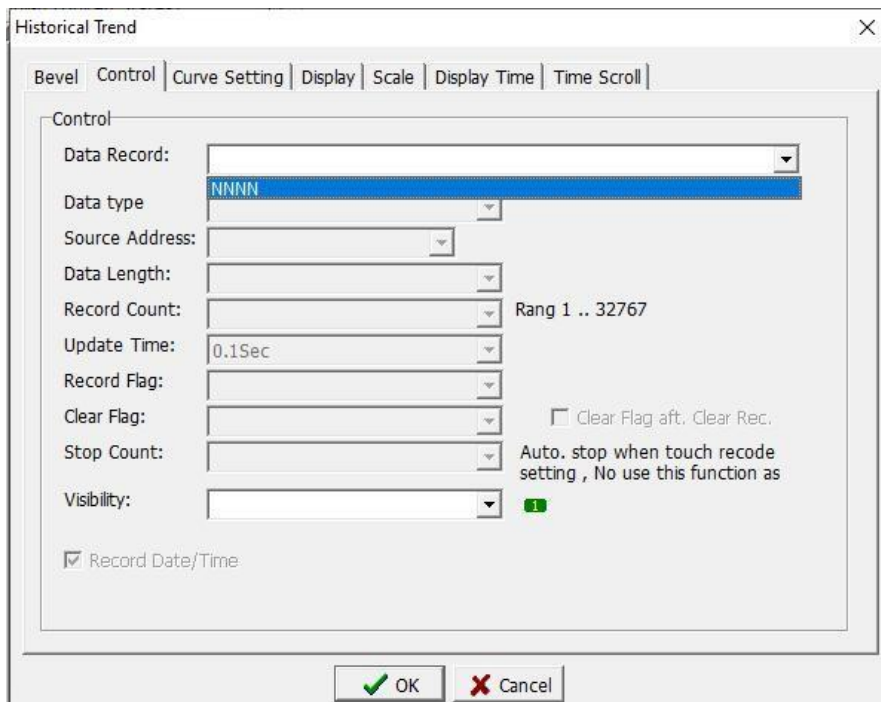 Historical Trend
Bevel Control Curve Setting Display Scale Display Time Time Scroll
Control
Data Record:
NNNN
Data type
Source Address:
Data Length:
Record Count: Rang 1 .. 32767
Update Time: 0.1Sec
Record Flag:
Clear Flag: Clear Flag aft. Clear Rec.
Stop Count: Auto. stop when touch recode
setting , No use this function as
Visibility: 1
Record Date/Time
OK Cancel